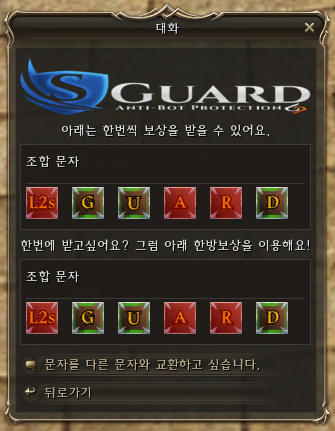 대화
S GUARD
ANTI-BOT PROTECTION
아래는 한번씩 보상을 받을 수 있어요.
조합 문자
L2s G U A R D
한번에 받고싶어요? 그럼 아래 한방보상을 이용해요!
조합 문자
L2s G U A R D
문자를 다른 문자와 교환하고 싶습니다.
뒤로가기